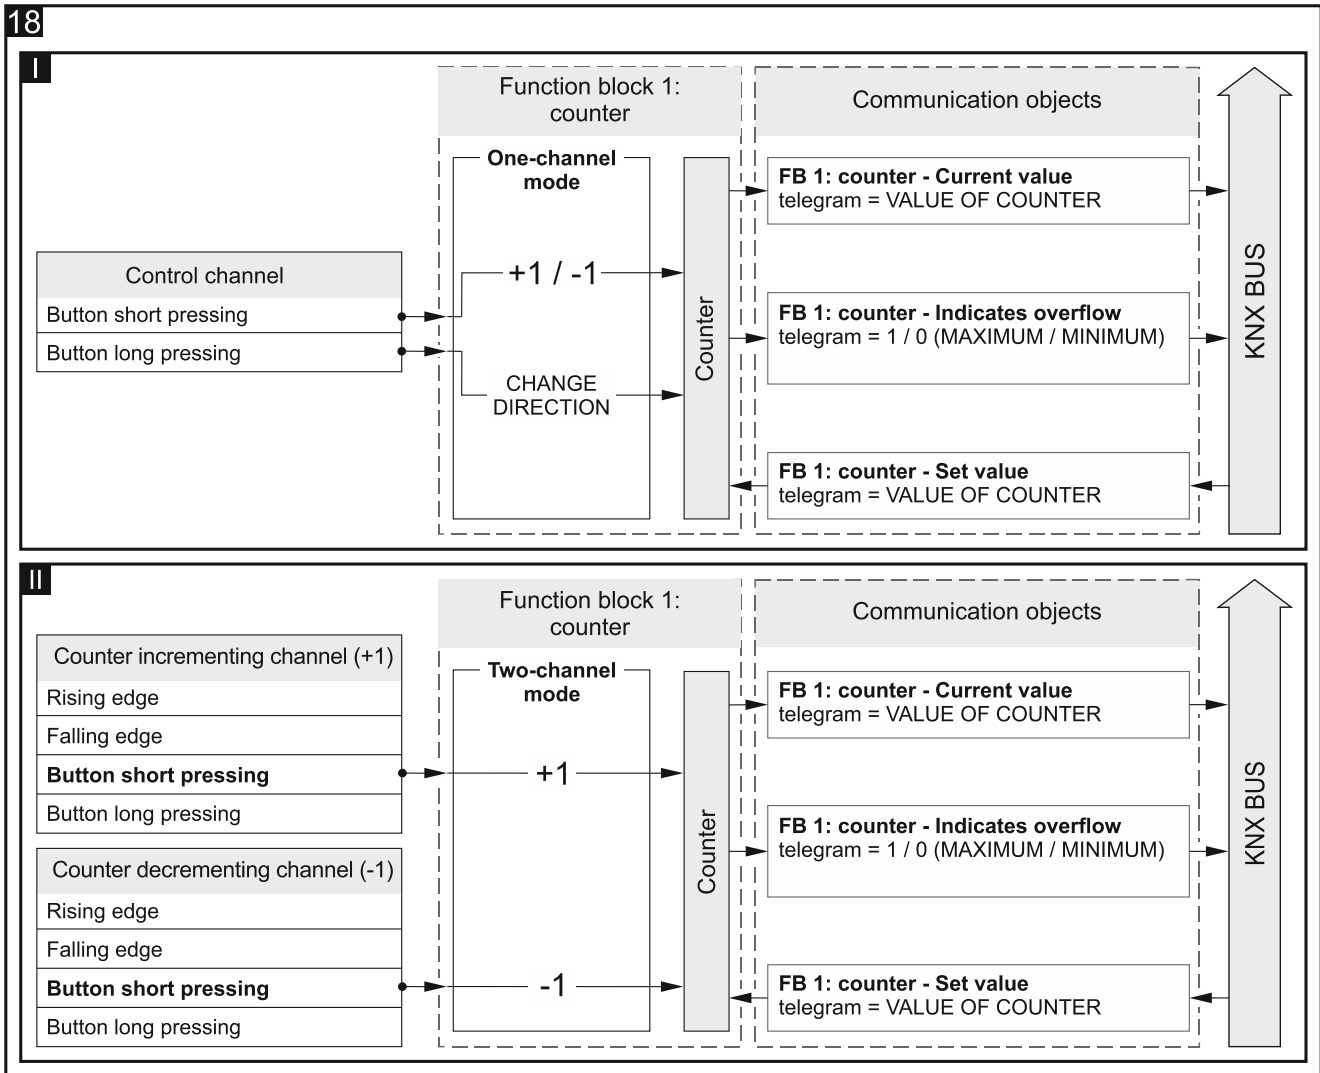 18
I
Function block 1:
counter
Communication objects
One-channel
mode
FB 1: counter - Current value
telegram = VALUE OF COUNTER
Control channel
Button short pressing
Button long pressing
+1 / -1
CHANGE
DIRECTION
Counter
FB 1: counter - Indicates overflow
telegram = 1 / 0 (MAXIMUM / MINIMUM)
FB 1: counter - Set value
telegram = VALUE OF COUNTER
KNX BUS
II
Function block 1:
counter
Communication objects
Counter incrementing channel (+1)
Rising edge
Falling edge
Button short pressing
Button long pressing
Counter decrementing channel (-1)
Rising edge
Falling edge
Button short pressing
Button long pressing
Two-channel
mode
+1
-1
Counter
FB 1: counter - Current value
telegram = VALUE OF COUNTER
FB 1: counter - Indicates overflow
telegram = 1 / 0 (MAXIMUM / MINIMUM)
FB 1: counter - Set value
telegram = VALUE OF COUNTER
KNX BUS